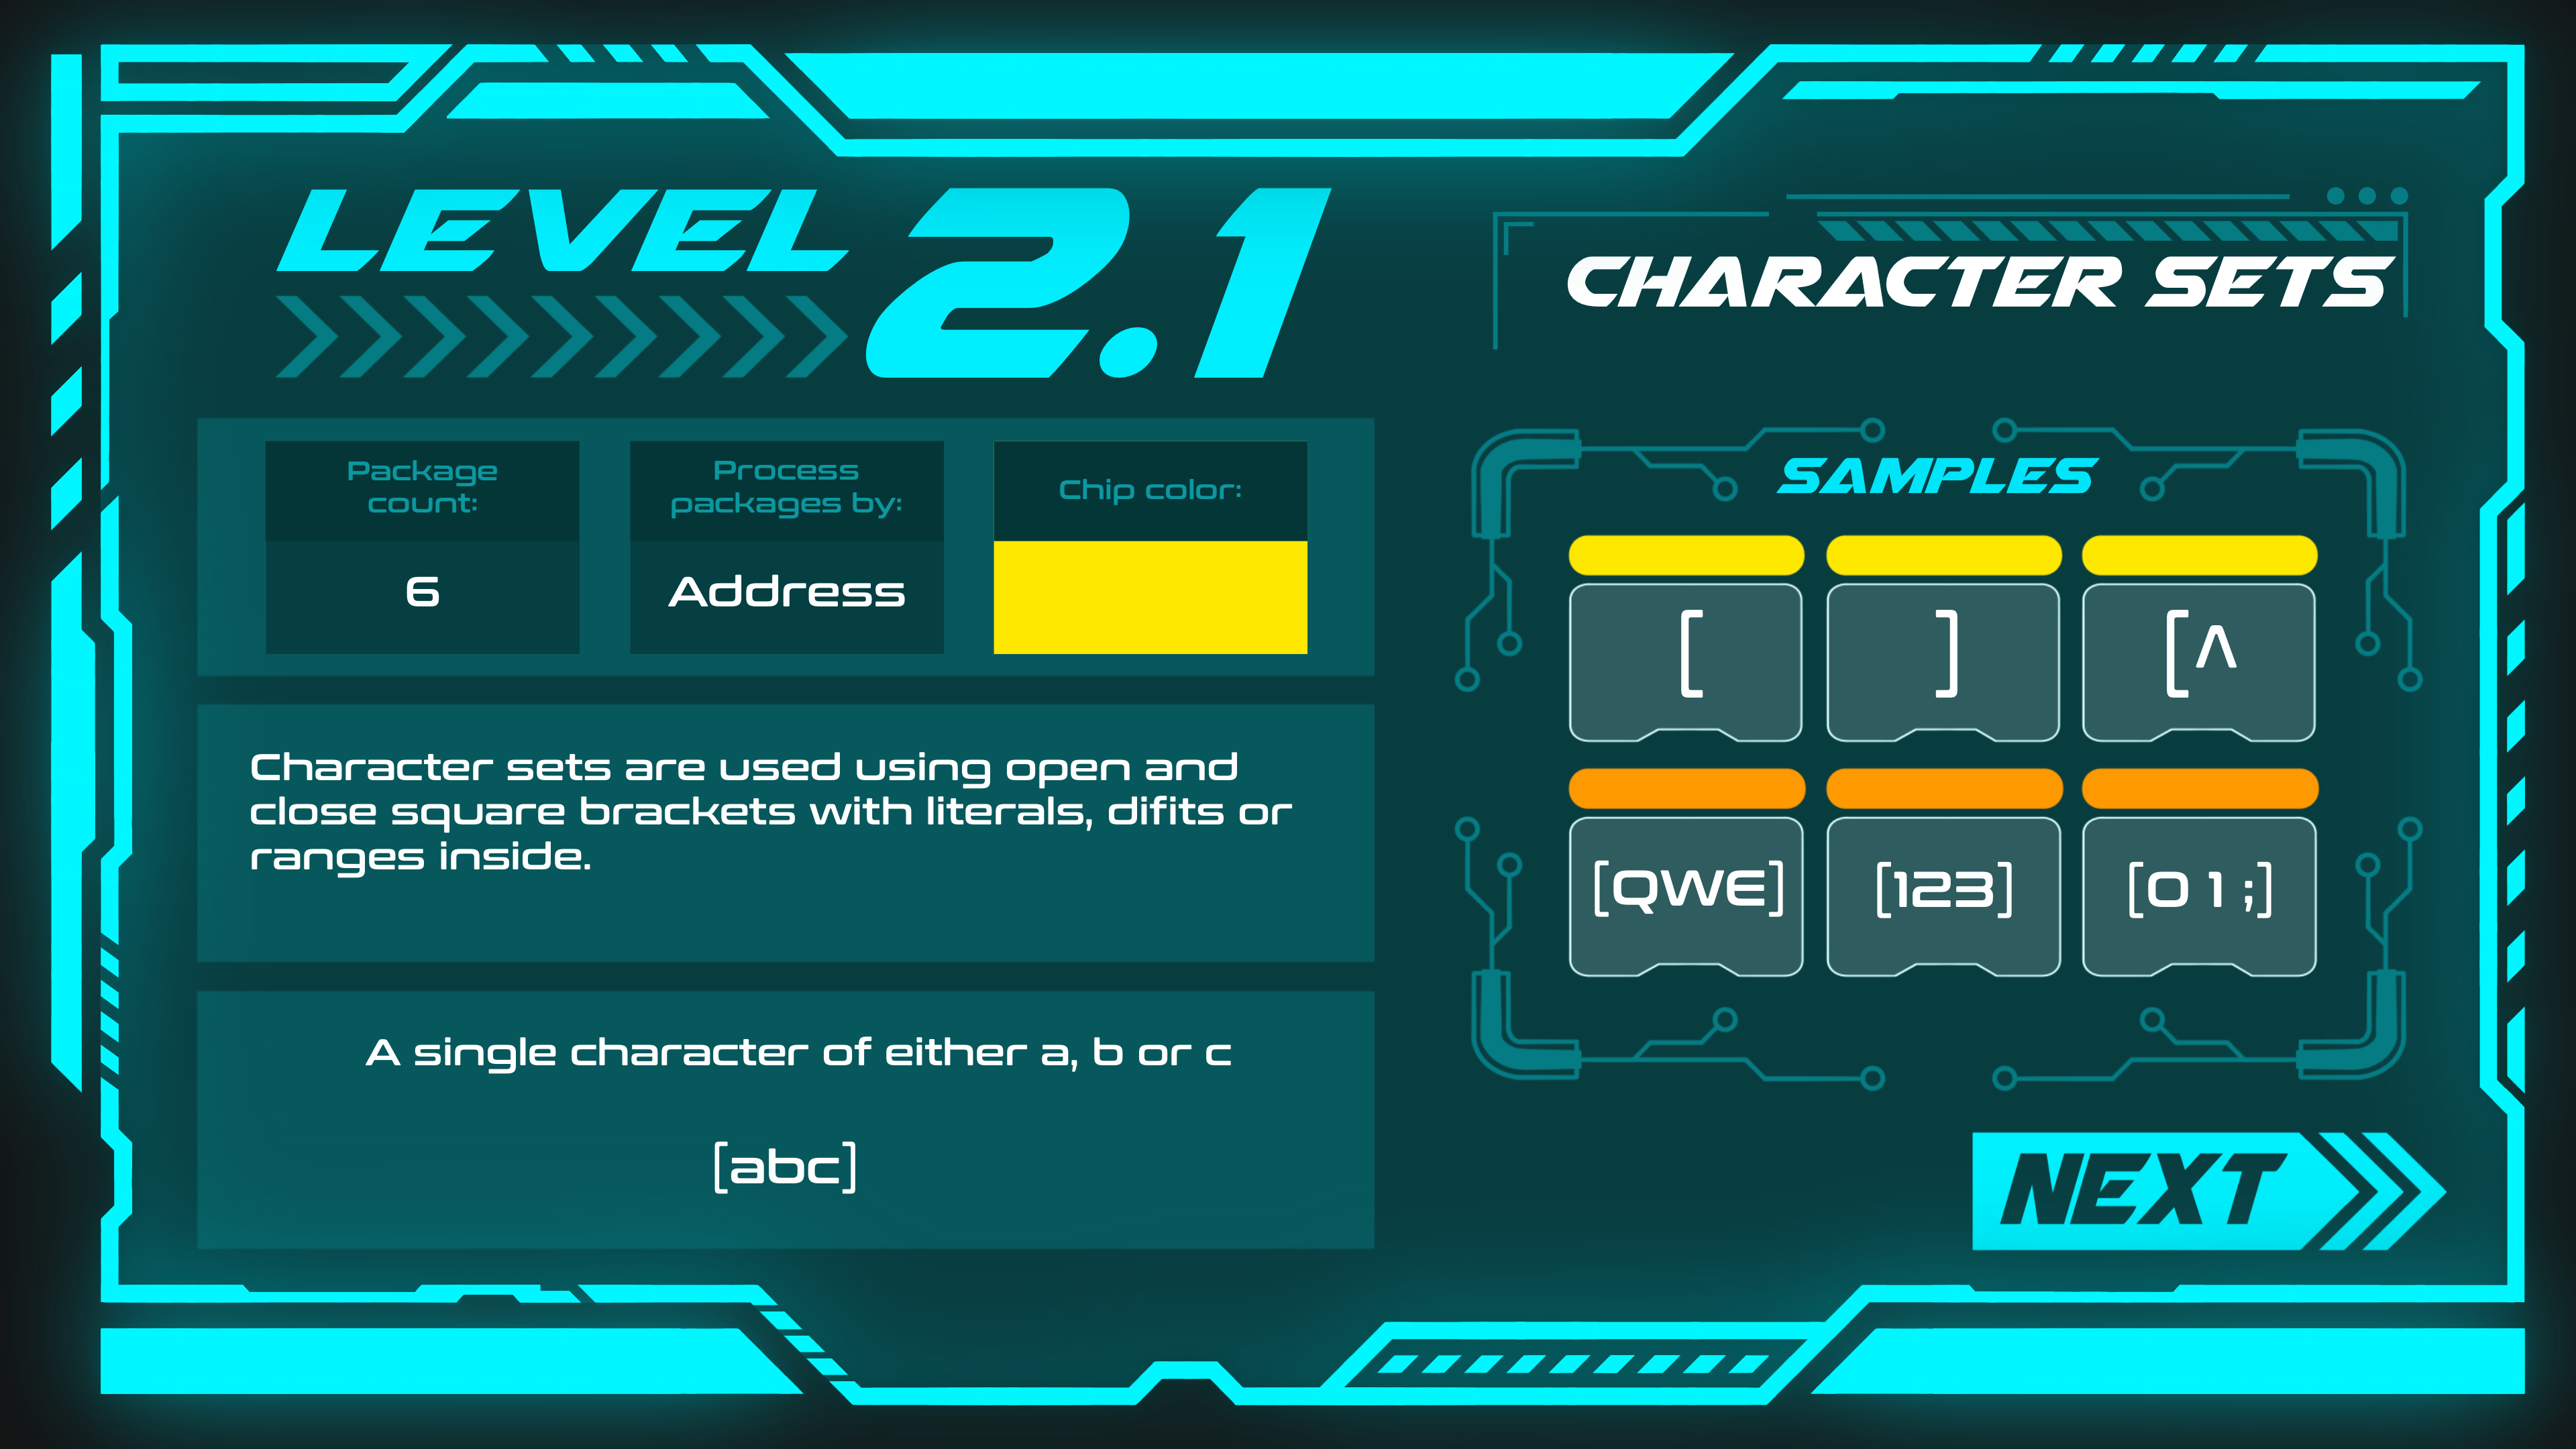 LEVEL 2.1
CHARACTER SETS
Package
count:
6
Process
packages by:
Address
Chip color:
Character sets are used using open and
close square brackets with literals, difits or
ranges inside.
A single character of either a, b or c
[abc]
SAMPLES
[ ] [^
[QWE] [123] [0 1 ;]
NEXT